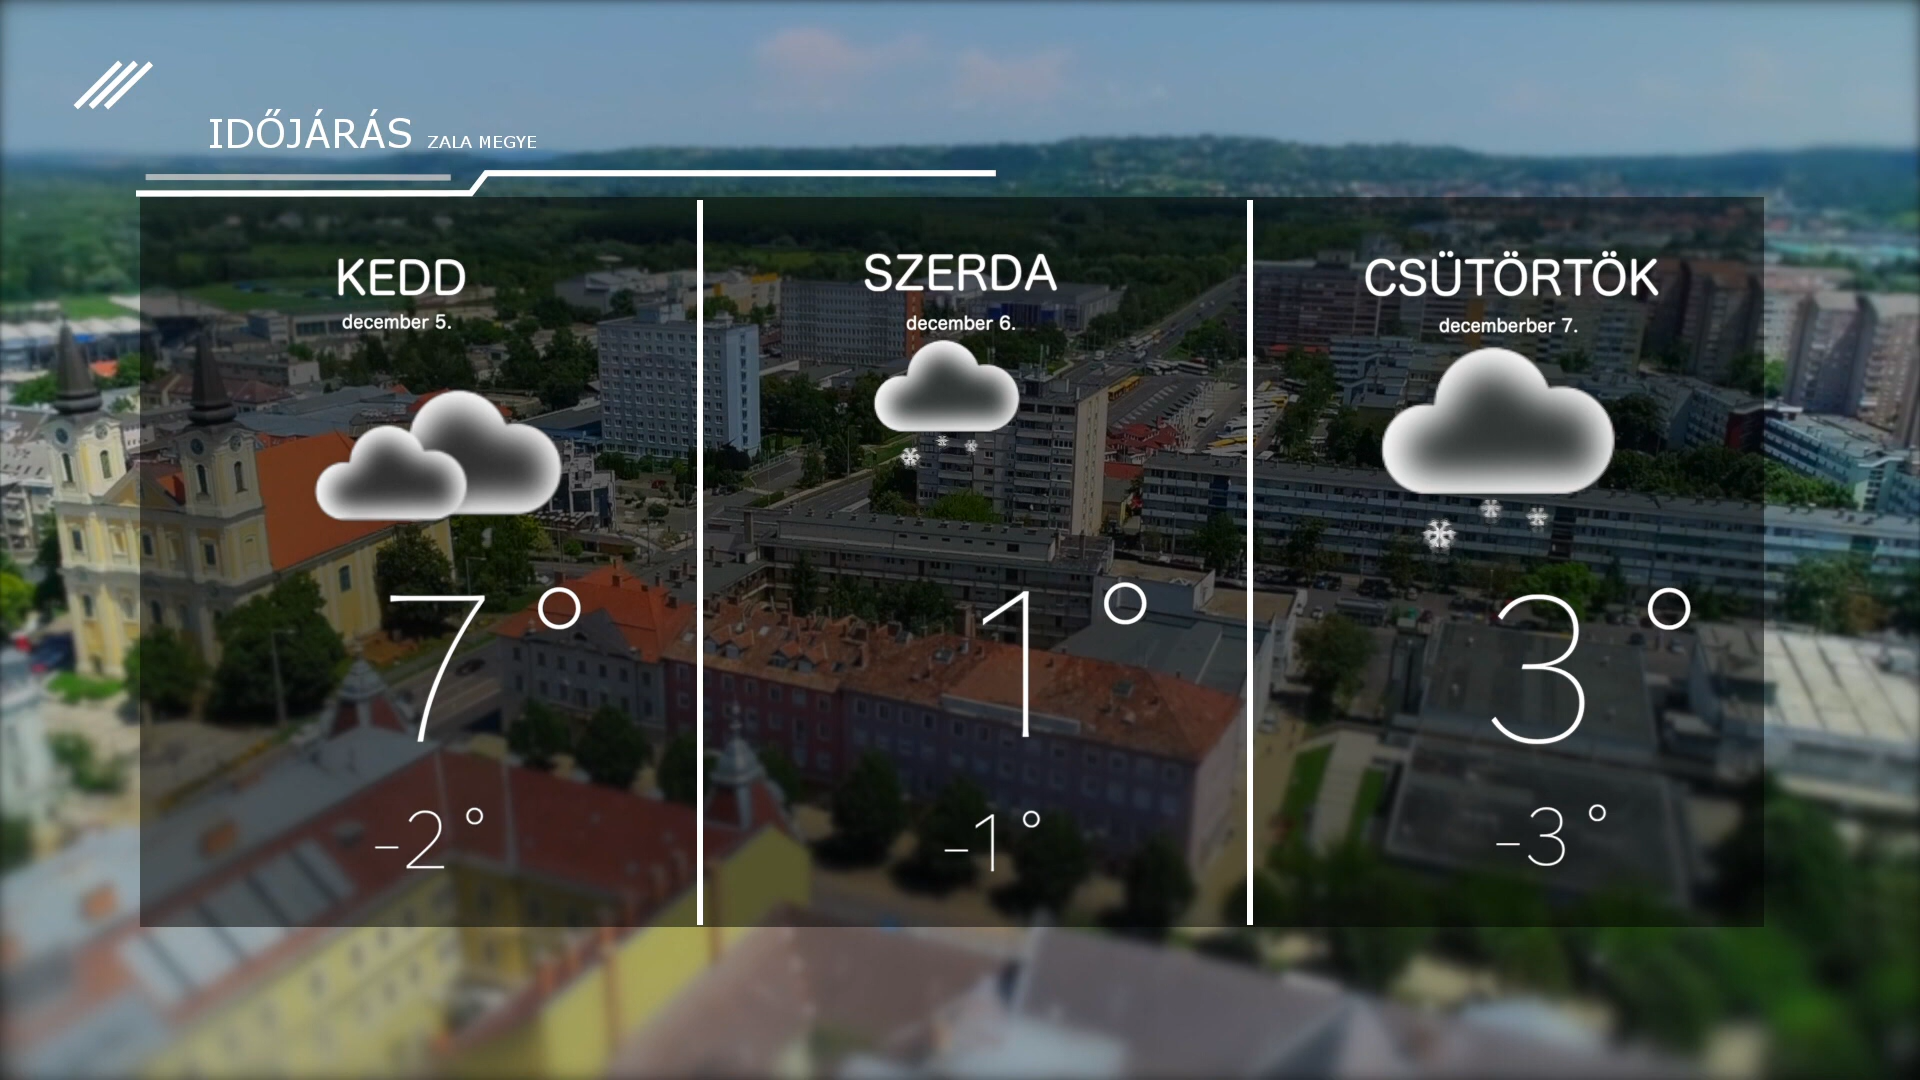 IDŐJÁRÁS ZALA MEGYE
KEDD
december 5.
7°
-2°
SZERDA
december 6.
1°
-1°
CSÜTÖRTÖK
decemberber 7.
3°
-3°